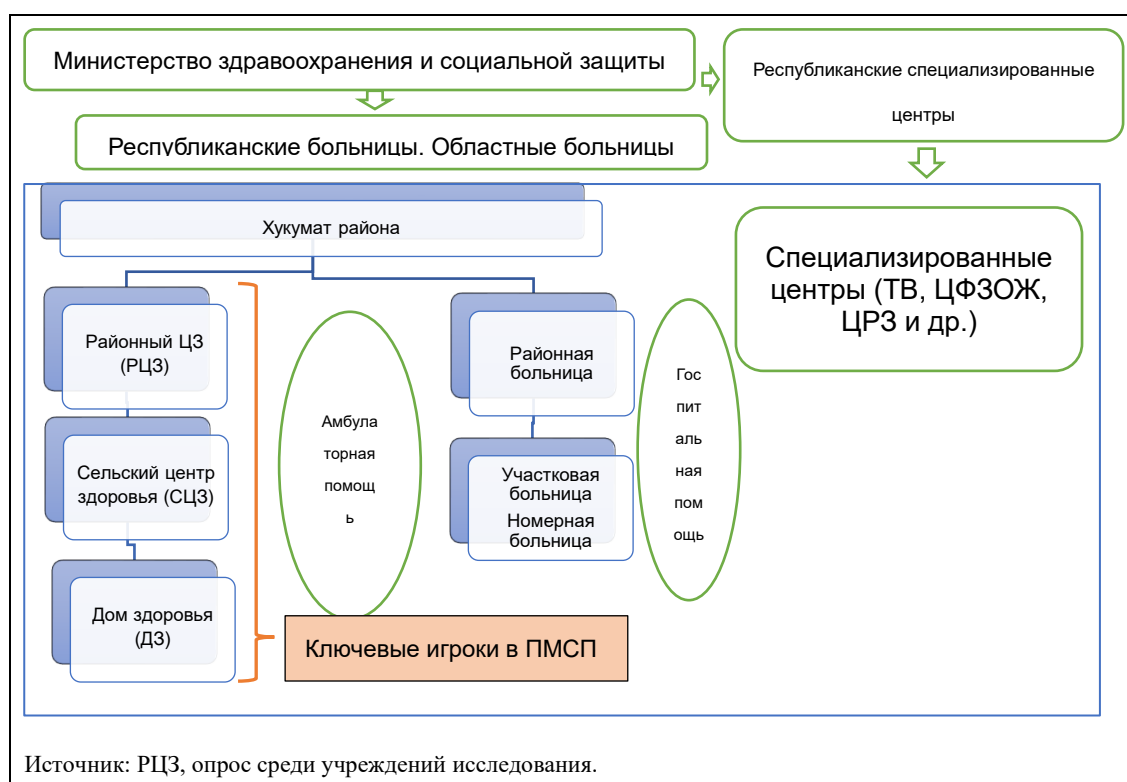 Министерство здравоохранения и социальной защиты
Республиканские специализированные
центры
Республиканские больницы. Областные больницы
Хукумат района
Специализированные
центры (ТВ, ЦФЗОЖ,
ЦРЗ и др.)
Районный ЦЗ
(РЦЗ)
Районная
больница
Амбула
торная
помощ
ь
Гос
пит
аль
ная
пом
ощь
Сельский центр
здоровья (СЦЗ)
Участковая
больница
Номерная
больница
Дом здоровья
(ДЗ)
Ключевые игроки в ПМСП
Источник: РЦЗ, опрос среди учреждений исследования.